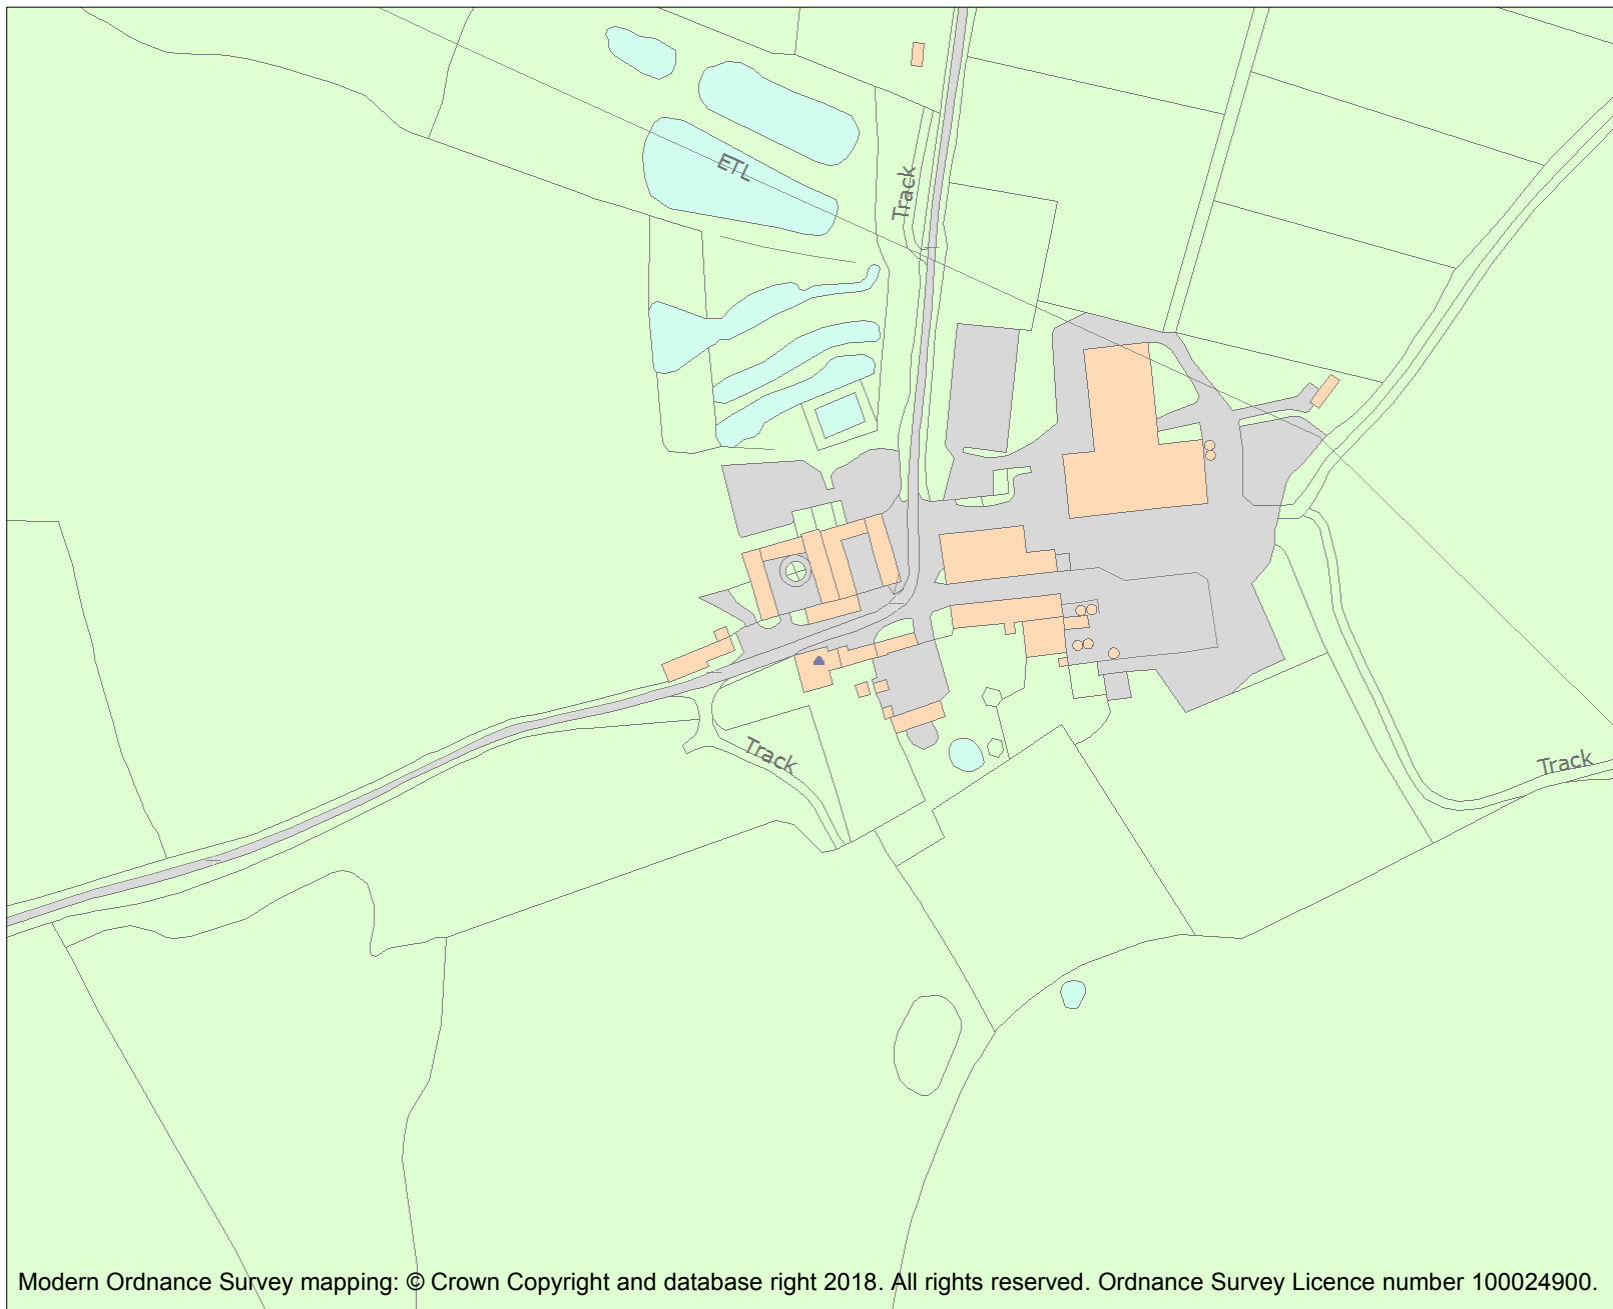 ETL
Track
Track
Track
Modern Ordnance Survey mapping: © Crown Copyright and database right 2018. All rights reserved. Ordnance Survey Licence number 100024900.